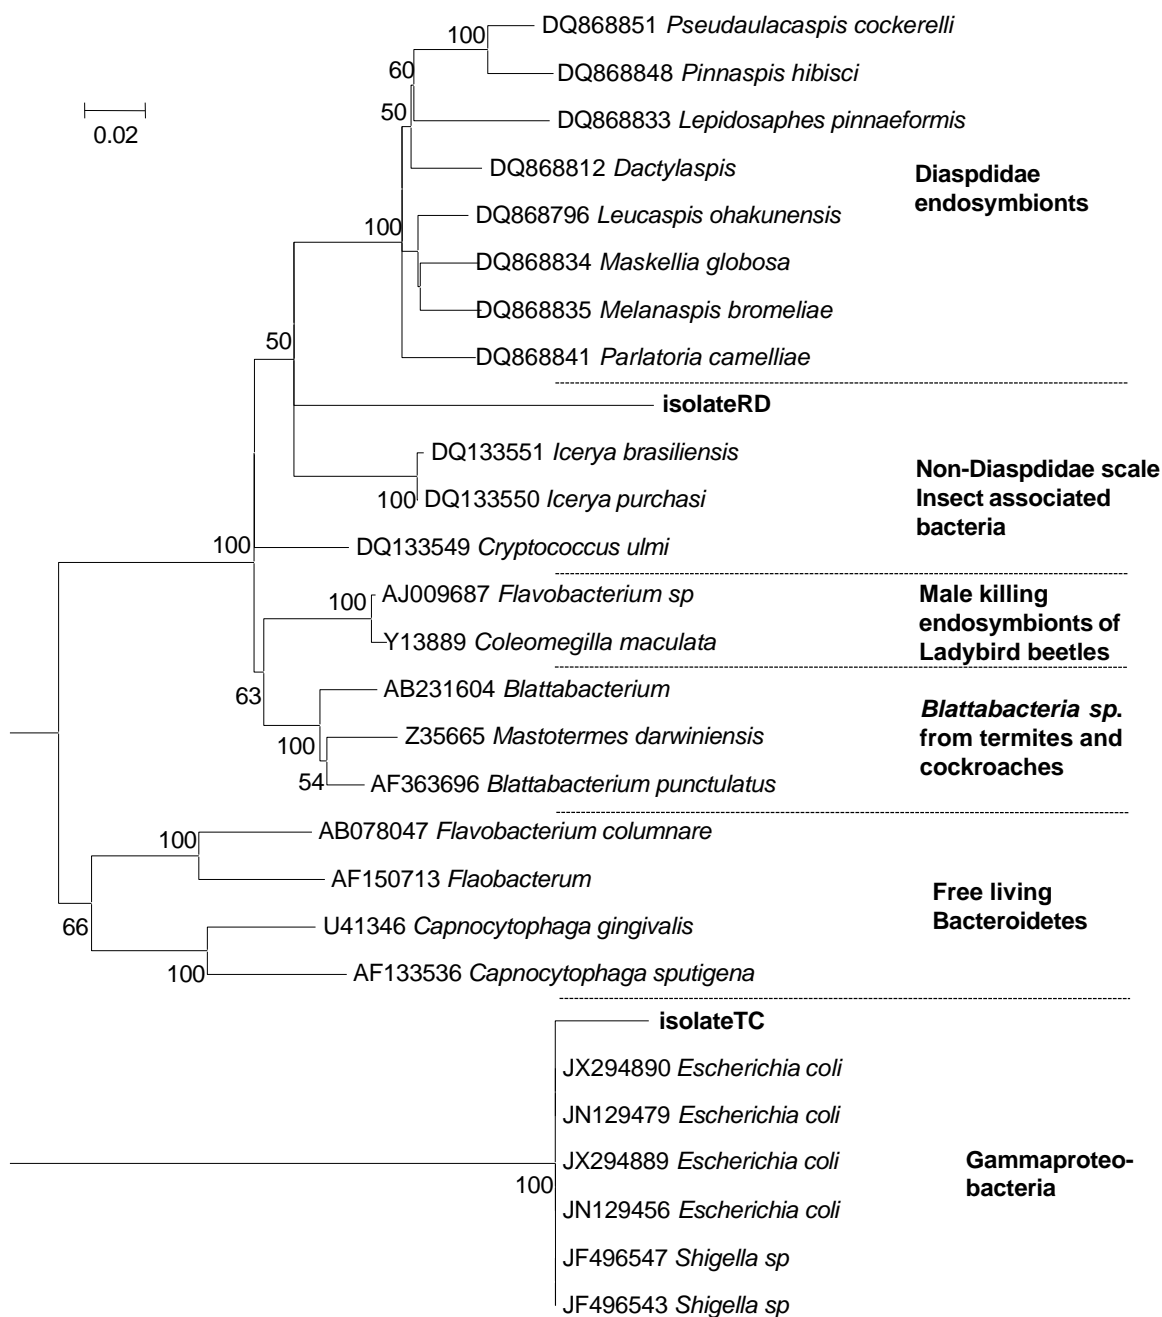 DQ868851 Pseudaulacaspis cockerelli
100
DQ868848 Pinnaspis hibisci
60
0.02
50
DQ868833 Lepidosaphes pinnaeformis
DQ868812 Dactylaspis
Diaspdidae
endosymbionts
DQ868796 Leucaspis ohakunensis
100
DQ868834 Maskellia globosa
DQ868835 Melanaspis bromeliae
50
DQ868841 Parlatoria camelliae
isolateRD
DQ133551 Icerya brasiliensis
100
DQ133550 Icerya purchasi
Non-Diaspdidae scale
Insect associated
bacteria
100
DQ133549 Cryptococcus ulmi
100
AJ009687 Flavobacterium sp
Y13889 Coleomegilla maculata
Male killing
endosymbionts of
Ladybird beetles
63
AB231604 Blattabacterium
100
Z35665 Mastotermes darwiniensis
54
AF363696 Blattabacterium punctulatus
Blattabacteria sp.
from termites and
cockroaches
100
AB078047 Flavobacterium columnare
AF150713 Flaobacterum
66
U41346 Capnocytophaga gingivalis
100
AF133536 Capnocytophaga sputigena
Free living
Bacteroidetes
isolateTC
JX294890 Escherichia coli
JN129479 Escherichia coli
JX294889 Escherichia coli
100
JN129456 Escherichia coli
JF496547 Shigella sp
JF496543 Shigella sp
Gammaproteo-
bacteria